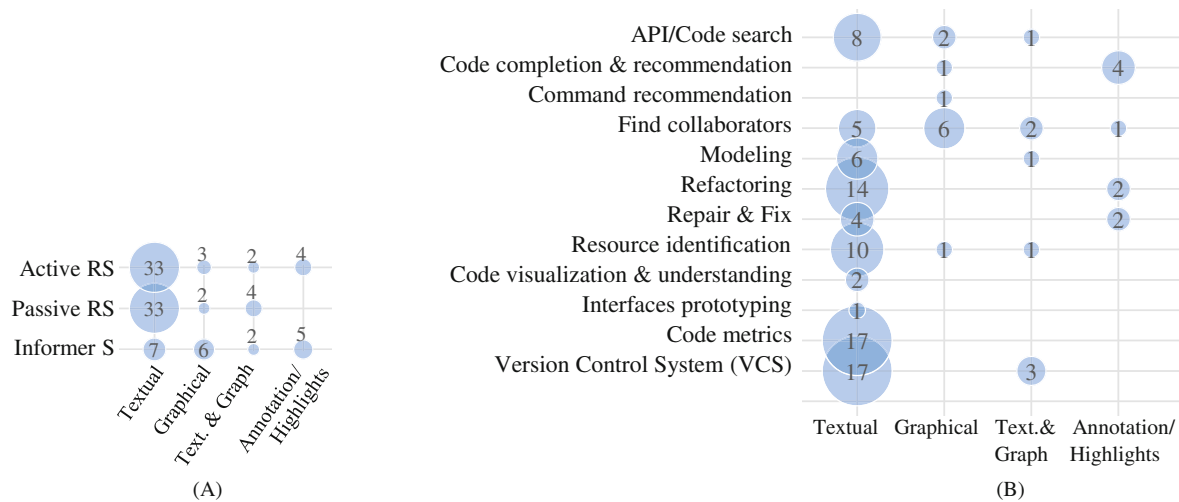 Active RS 33 3 2 4
Passive RS 33 2 4
Informer S 7 6 2 5
Textual
Graphical
Text. & Graph
Annotation/
Highlights
(A)
API/Code search 8 2 1
Code completion & recommendation 1 4
Command recommendation 1
Find collaborators 5 6 2 1
Modeling 6 1
Refactoring 14 2
Repair & Fix 4 2
Resource identification 10 1 1
Code visualization & understanding 2
Interfaces prototyping 1
Code metrics 17
Version Control System (VCS) 17 3
Textual Graphical Text.& Annotation/
Graph Highlights
(B)